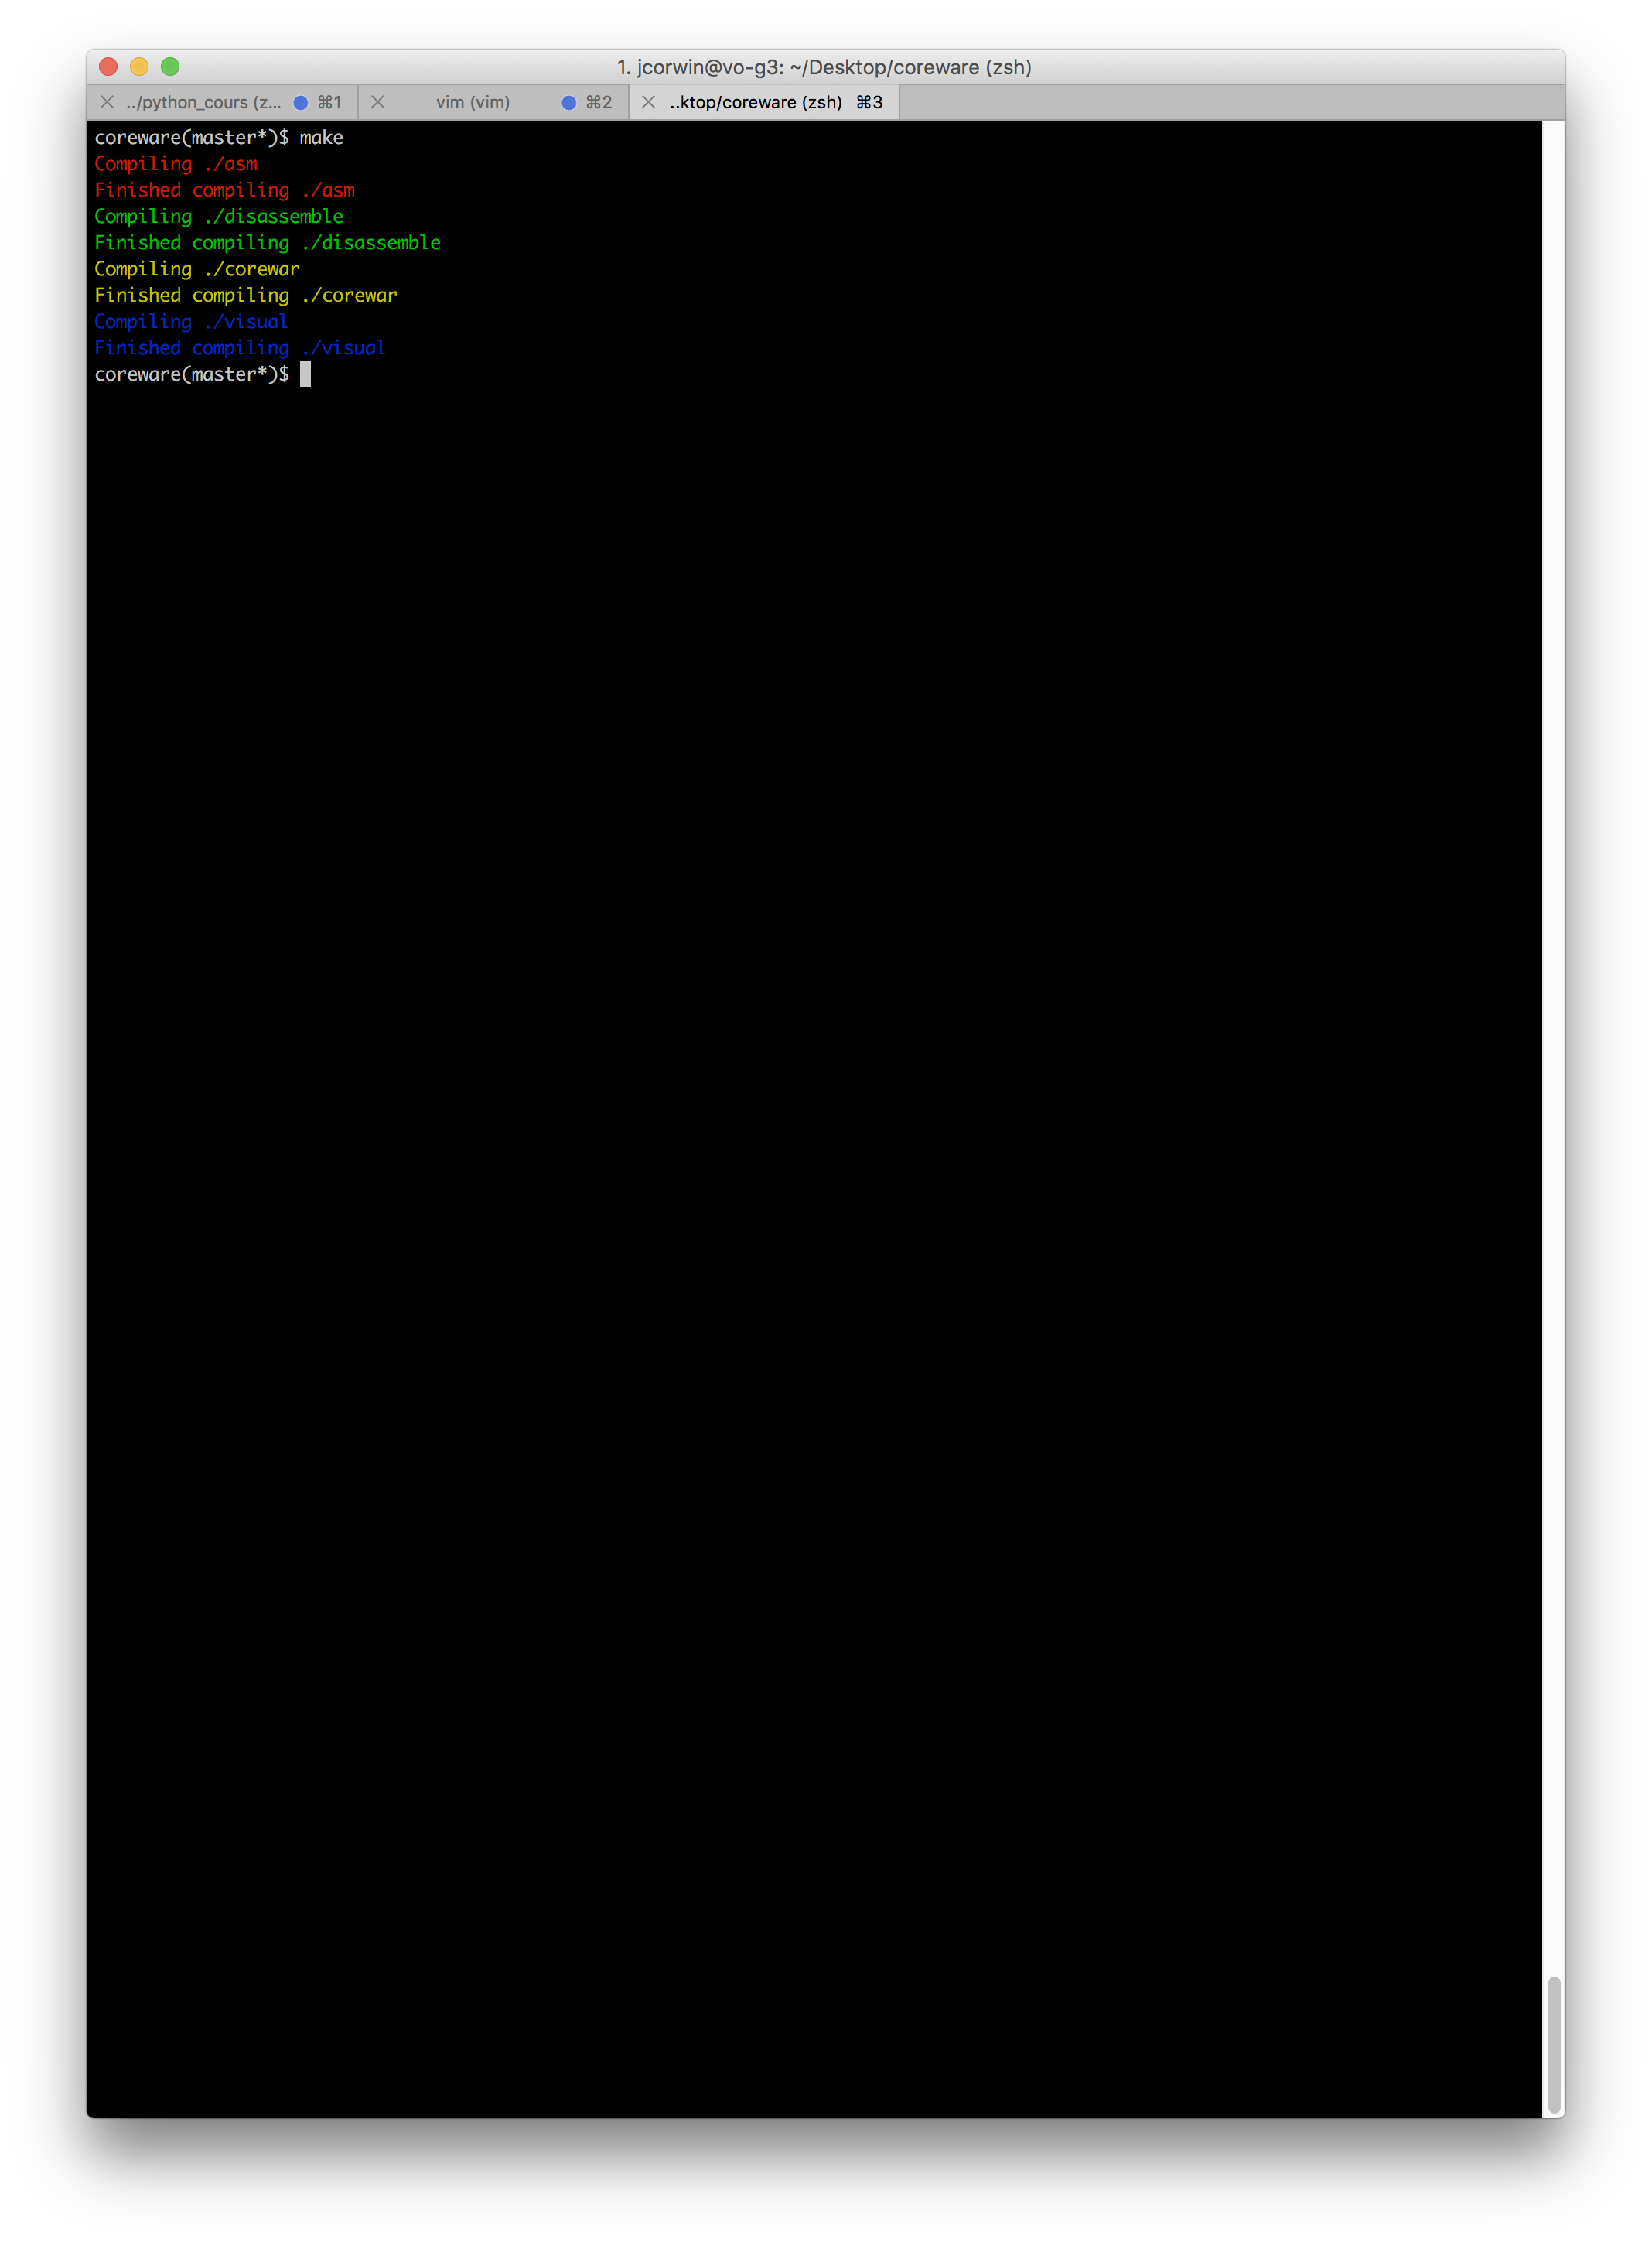 1. jcorwin@vo-g3: ~/Desktop/coreware (zsh)
../python_cours (z... ⌘1 vim (vim) ⌘2 ..ktop/coreware (zsh) ⌘3
coreware(master*)$ make
Compiling ./asm
Finished compiling ./asm
Compiling ./disassemble
Finished compiling ./disassemble
Compiling ./corewar
Finished compiling ./corewar
Compiling ./visual
Finished compiling ./visual
coreware(master*)$